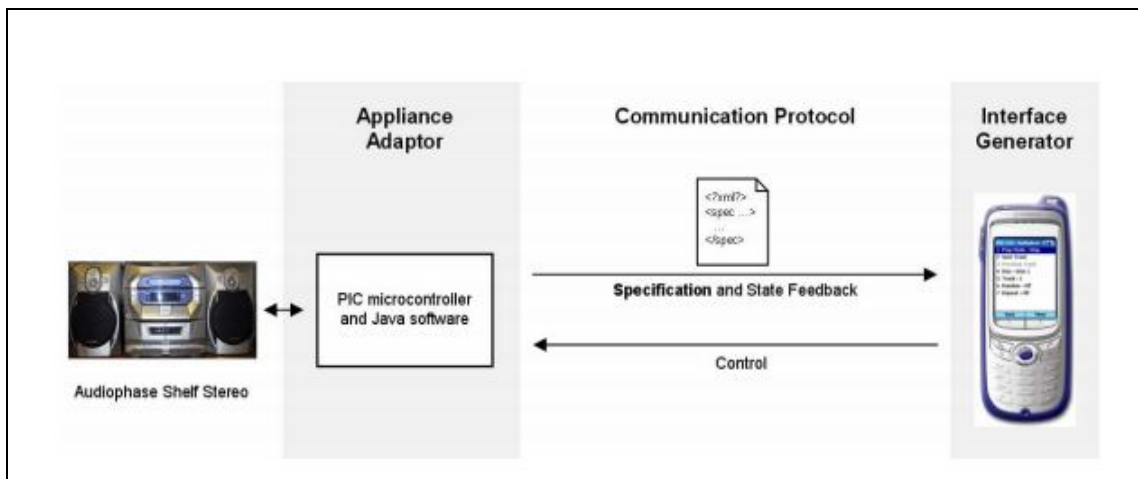 Appliance
Adaptor
Communication Protocol
Interface
Generator
<?xml?>
<spec ...>
...
</spec>
PIC microcontroller
and Java software
Specification and State Feedback
Control
Audiophase Shelf Stereo